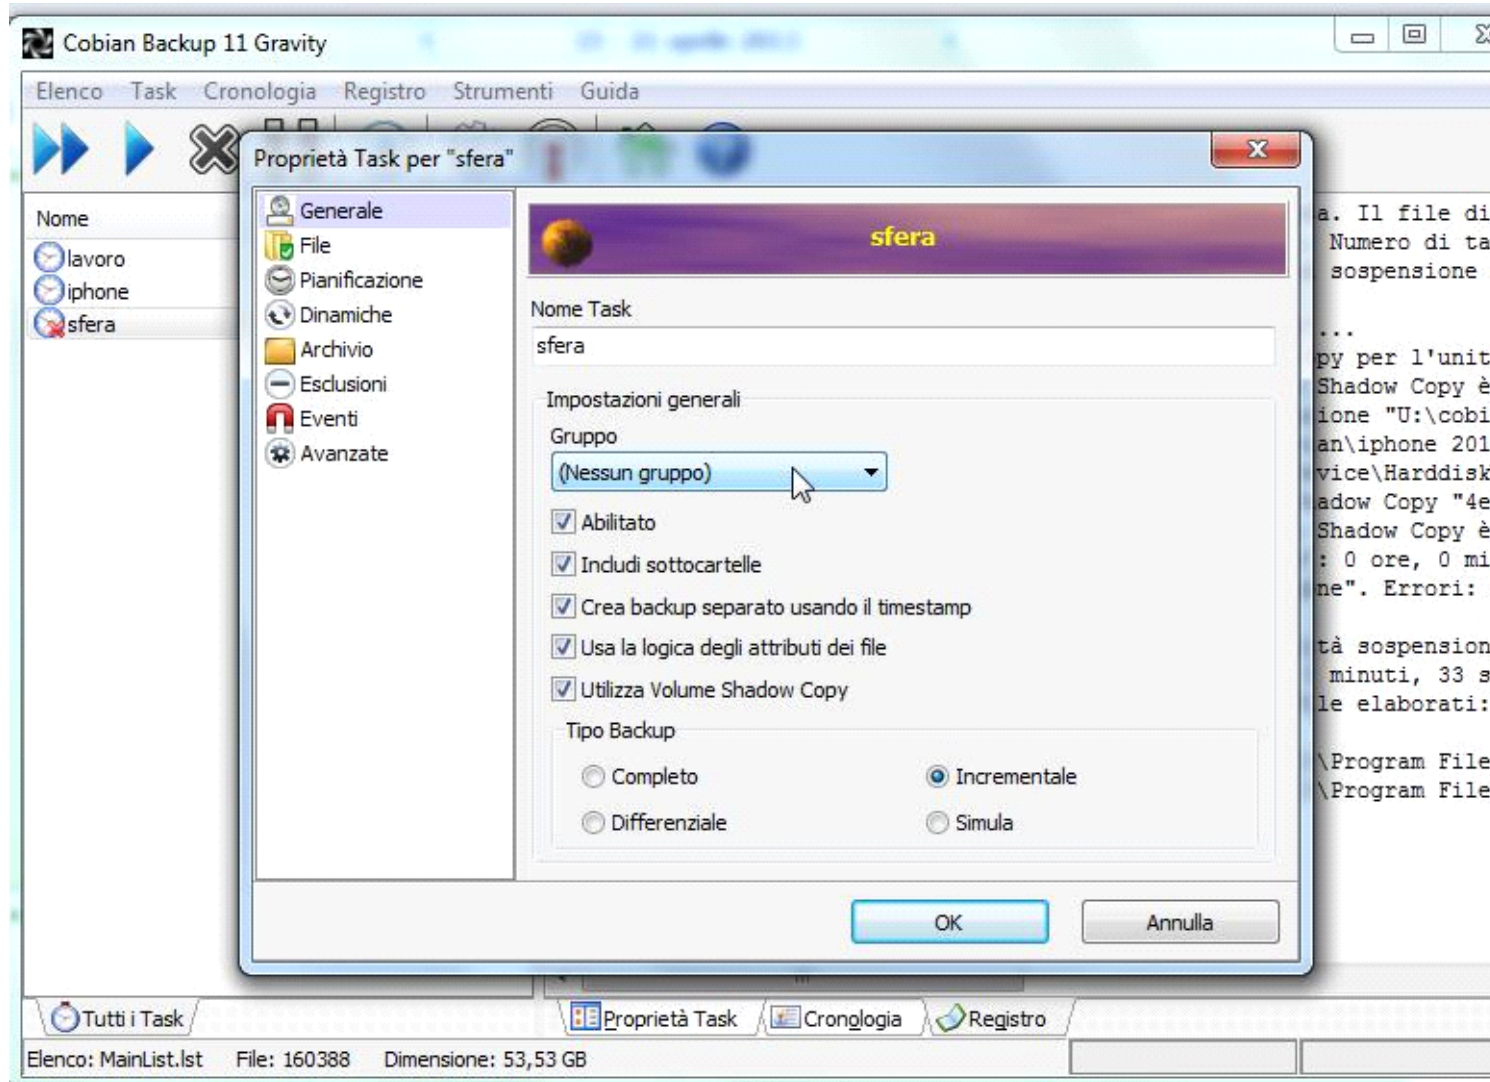 Cobian Backup 11 Gravity
Elenco Task Cronologia Registro Strumenti Guida
Proprietà Task per "sfera"
Nome
lavoro
iphone
sfera
Generale
File
Pianificazione
Dinamiche
Archivio
Esclusioni
Eventi
Avanzate
sfera
Nome Task
sfera
Impostazioni generali
Gruppo
(Nessun gruppo)
Abilitato
Includi sottocartelle
Crea backup separato usando il timestamp
Usa la logica degli attributi dei file
Utilizza Volume Shadow Copy
Tipo Backup
Completo
Incrementale
Differenziale
Simula
OK
Annulla
a. Il file di
Numero di ta
sospensione
...
py per l'unit
Shadow Copy è
ione "U:\cobi
an\iphone 201
vice\Harddisk
adow Copy "4e
Shadow Copy è
: 0 ore, 0 mi
ne". Errori:
tà sospension
minuti, 33 s
le elaborati:
\Program File
\Program File
Tutti i Task
Proprietà Task
Cronologia
Registro
Elenco: MainList.lst File: 160388 Dimensione: 53,53 GB